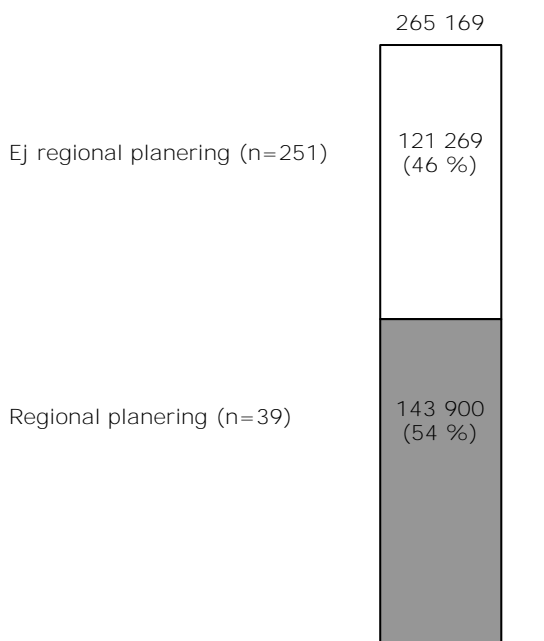 265 169
Ej regional planering (n=251)
121 269
(46 %)
Regional planering (n=39)
143 900
(54 %)